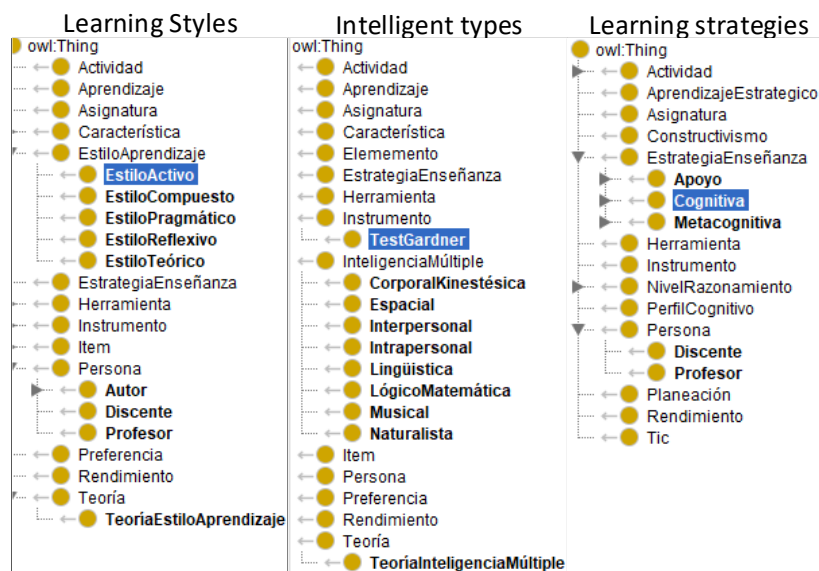 Learning Styles
owl:Thing
Actividad
Aprendizaje
Asignatura
Característica
EstiloAprendizaje
EstiloActivo
EstiloCompuesto
EstiloPragmático
EstiloReflexivo
EstiloTeórico
EstrategiaEnseñanza
Herramienta
Instrumento
Item
Persona
Autor
Discente
Profesor
Preferencia
Rendimiento
Teoría
TeoríaEstiloAprendizaje
Intelligent types
owl:Thing
Actividad
Aprendizaje
Asignatura
Característica
Elememento
EstrategiaEnseñanza
Herramienta
Instrumento
TestGardner
InteligenciaMúltiple
CorporalKinestésica
Espacial
Interpersonal
Intrapersonal
Lingüistica
LógicoMatemática
Musical
Naturalista
Item
Persona
Preferencia
Rendimiento
Teoría
TeoríaInteligenciaMúltiple
Learning strategies
owl:Thing
Actividad
AprendizajeEstrategico
Asignatura
Constructivismo
EstrategiaEnseñanza
Apoyo
Cognitiva
Metacognitiva
Herramienta
Instrumento
NivelRazonamiento
PerfilCognitivo
Persona
Discente
Profesor
Planeación
Rendimiento
Tic